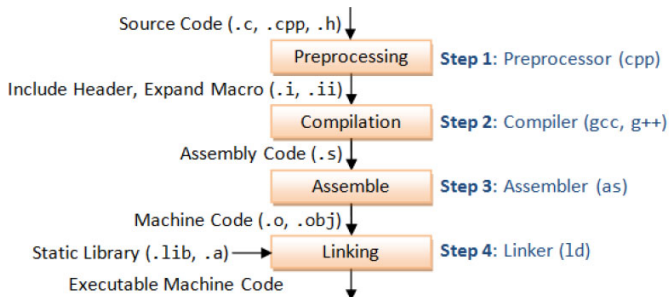 Source Code (.c, .cpp, .h)
Preprocessing
Step 1: Preprocessor (cpp)
Include Header, Expand Macro (.i, .ii)
Compilation
Step 2: Compiler (gcc, g++)
Assembly Code (.s)
Assemble
Step 3: Assembler (as)
Machine Code (.o, .obj)
Static Library (.lib, .a)
Linking
Step 4: Linker (ld)
Executable Machine Code